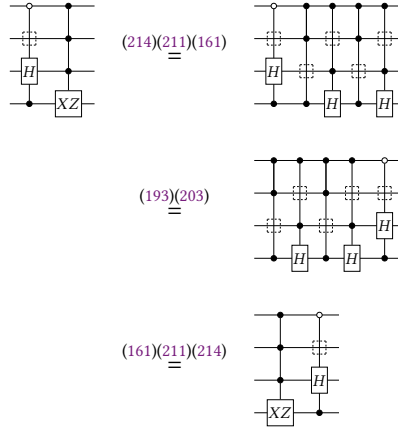 H
XZ
(214)(211)(161)
=
H
H
H
(193)(203)
=
H
H
H
(161)(211)(214)
=
XZ
H